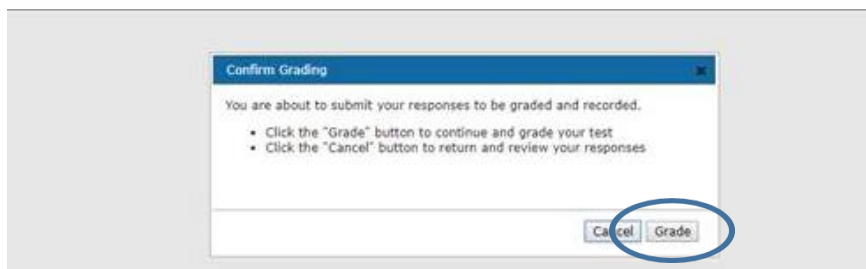 Confirm Grading
You are about to submit your responses to be graded and recorded.
• Click the "Grade" button to continue and grade your test
• Click the "Cancel" button to return and review your responses
Cancel Grade